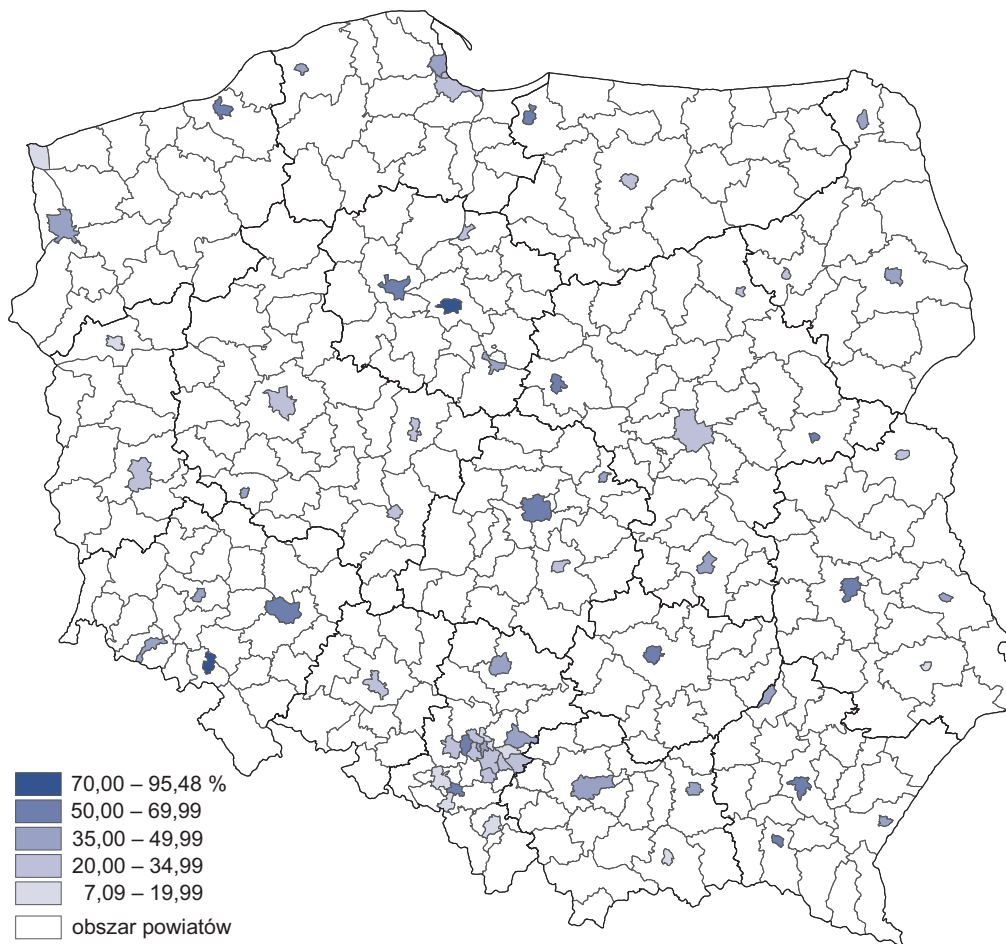 70,00 – 95,48 %
50,00 – 69,99
35,00 – 49,99
20,00 – 34,99
7,09 – 19,99
obszar powiatów